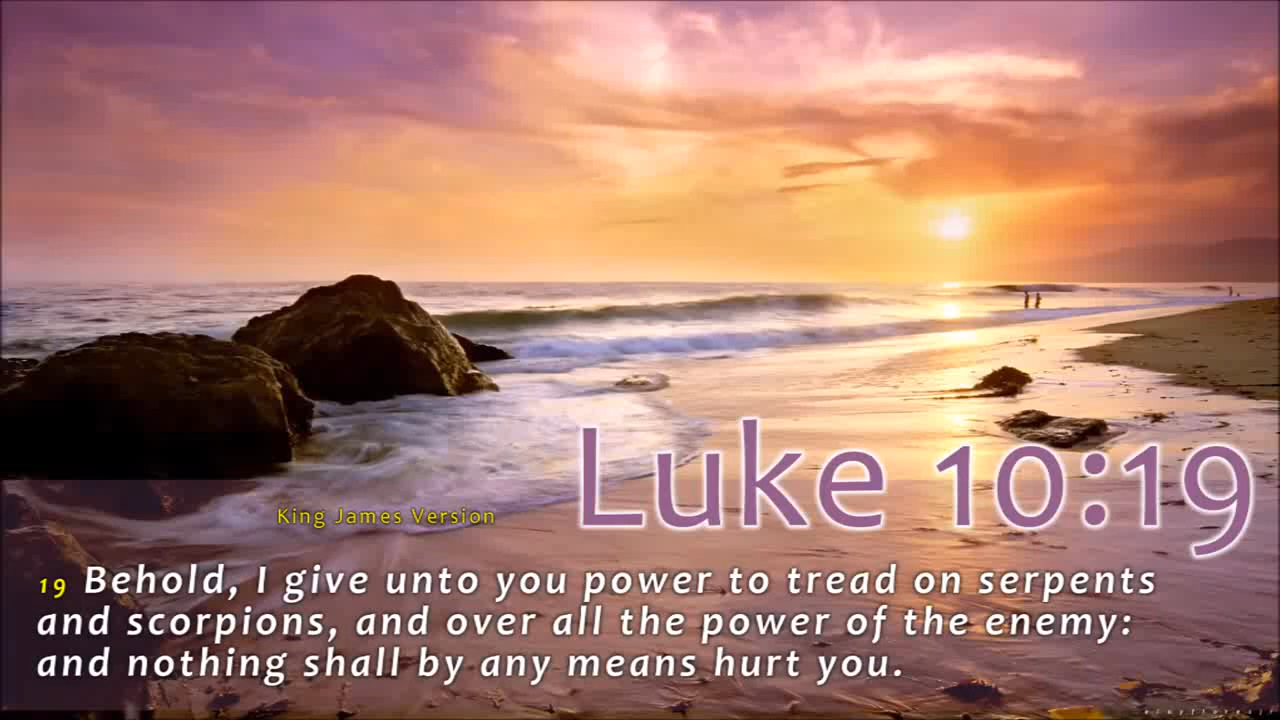 Luke 10:19
King James Version
19 Behold, I give unto you power to tread on serpents
and scorpions, and over all the power of the enemy:
and nothing shall by any means hurt you.